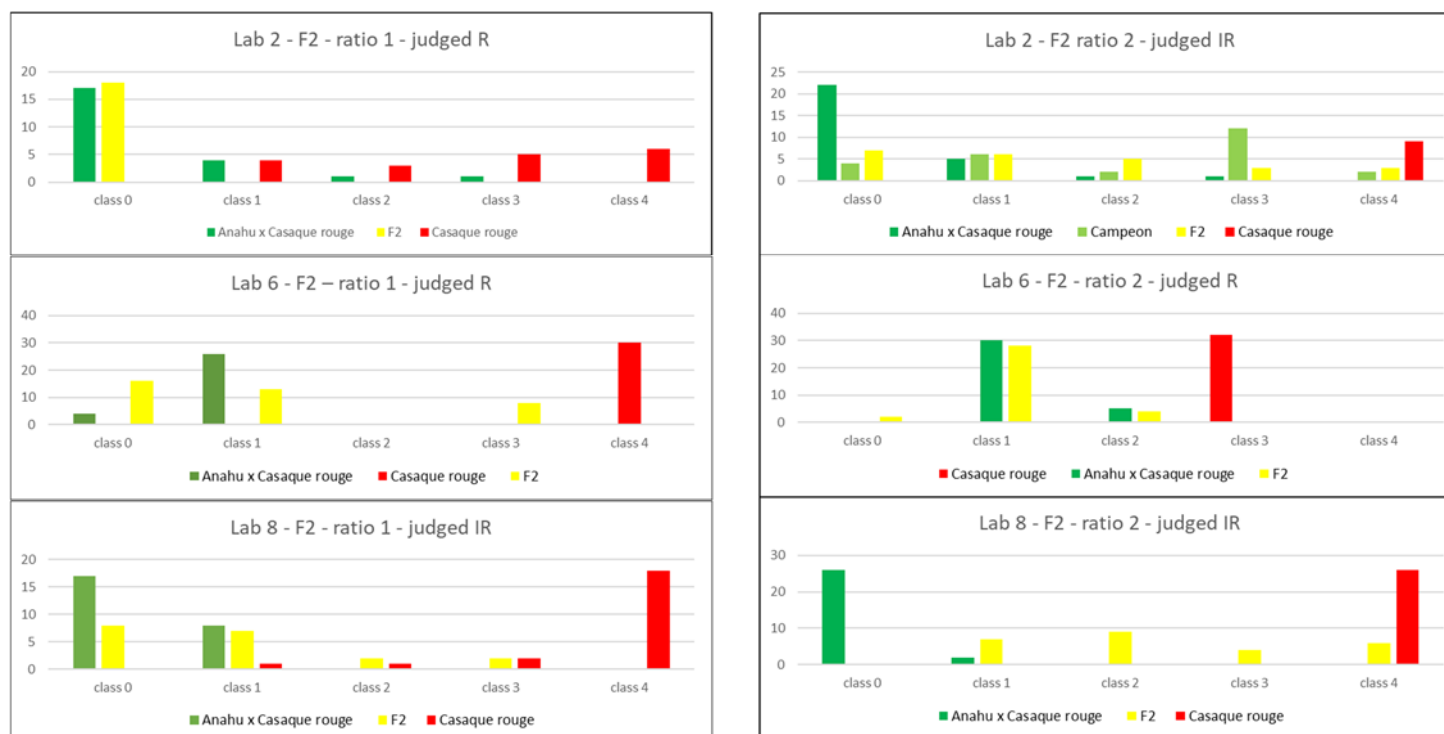 Lab 2 - F2 - ratio 1 - judged R
20
15
10
5
0
class 0 class 1 class 2 class 3 class 4
Anahu x Casaque rouge F2 Casaque rouge
Lab 2 - F2 ratio 2 - judged IR
25
20
15
10
5
0
class 0 class 1 class 2 class 3 class 4
Anahu x Casaque rouge Campeon F2 Casaque rouge
Lab 6 - F2 – ratio 1 - judged R
40
30
20
10
0
class 0 class 1 class 2 class 3 class 4
Anahu x Casaque rouge Casaque rouge F2
Lab 6 - F2 - ratio 2 - judged R
40
30
20
10
0
class 0 class 1 class 2 class 3 class 4
Casaque rouge Anahu x Casaque rouge F2
Lab 8 - F2 - ratio 1 - judged IR
20
15
10
5
0
class 0 class 1 class 2 class 3 class 4
Anahu x Casaque rouge F2 Casaque rouge
Lab 8 - F2 - ratio 2 - judged IR
30
20
10
0
class 0 class 1 class 2 class 3 class 4
Anahu x Casaque rouge F2 Casaque rouge